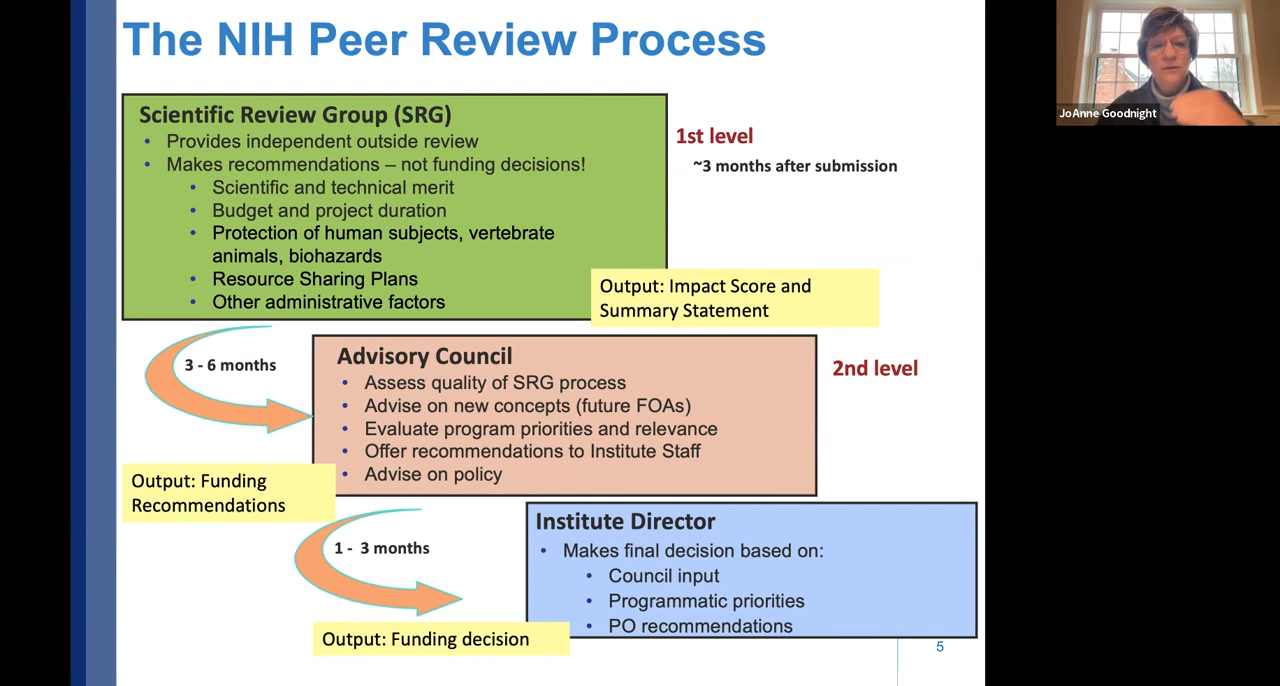 The NIH Peer Review Process
JoAnne Goodnight
Scientific Review Group (SRG)
• Provides independent outside review
• Makes recommendations – not funding decisions!
• Scientific and technical merit
• Budget and project duration
• Protection of human subjects, vertebrate
animals, biohazards
• Resource Sharing Plans
• Other administrative factors
1st level
~3 months after submission
Output: Impact Score and
Summary Statement
3 - 6 months
Advisory Council
• Assess quality of SRG process
• Advise on new concepts (future FOAs)
• Evaluate program priorities and relevance
• Offer recommendations to Institute Staff
• Advise on policy
2nd level
Output: Funding
Recommendations
1 - 3 months
Institute Director
• Makes final decision based on:
• Council input
• Programmatic priorities
• PO recommendations
Output: Funding decision
5